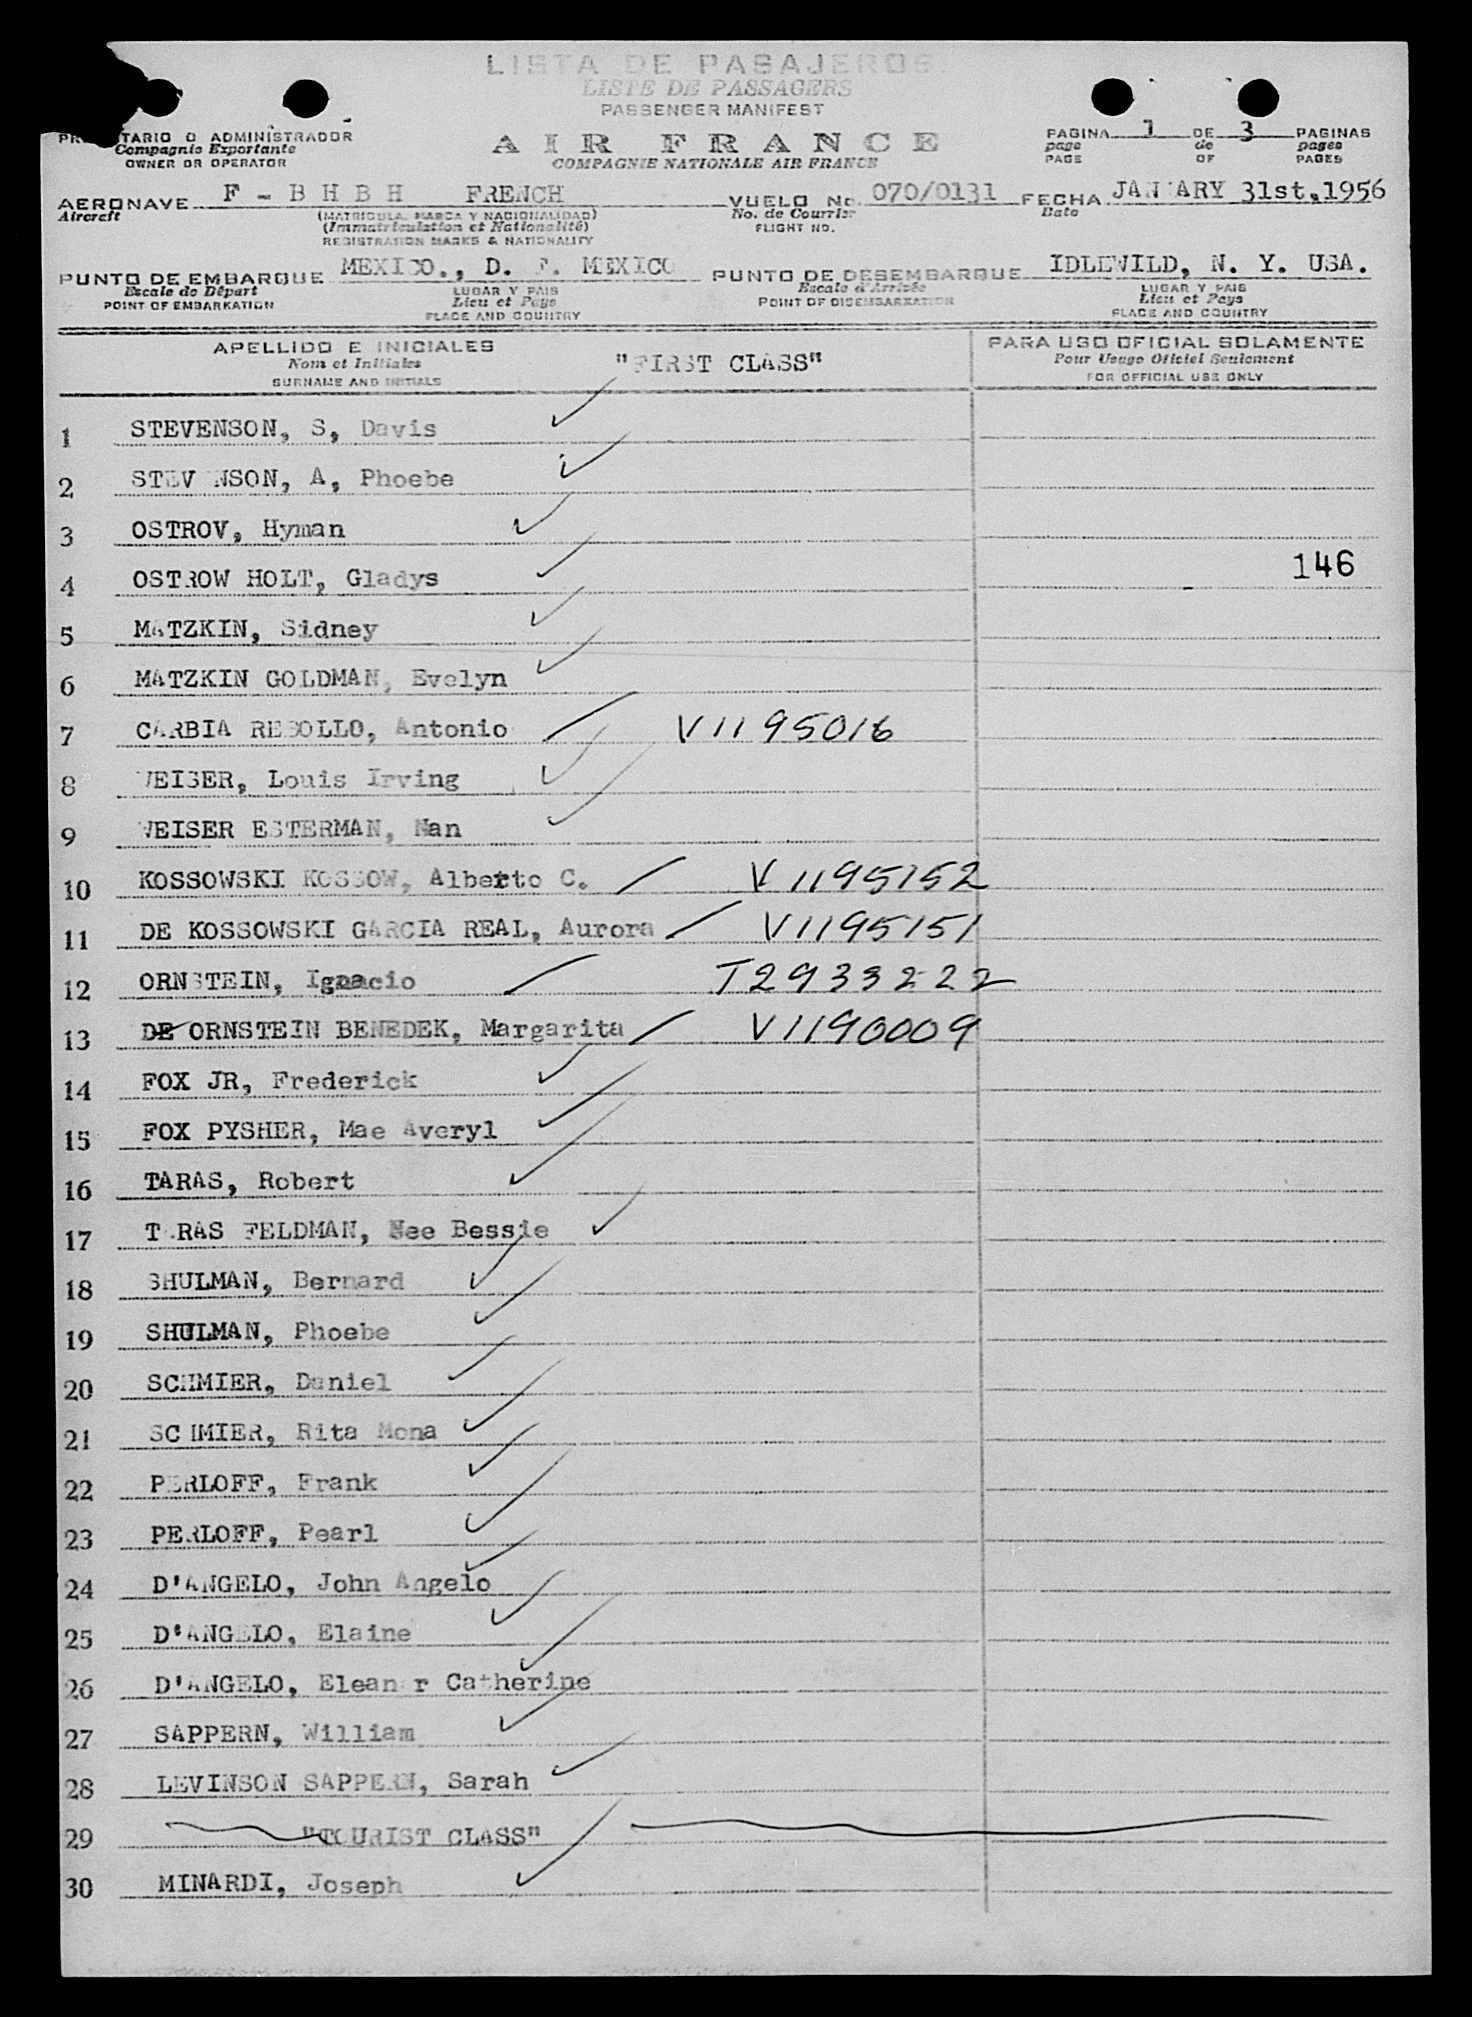 LISTA DE PASAJEROS
LISTE DE PASSAGERS
PASSENGER MANIFEST
AIR FRANCE
COMPAGNIE NATIONALE AIR FRANCE
TARIO O ADMINISTRADOR
Compagnie Exportante
OWNER OR OPERATOR
PAGINA 1 DE 3 PAGINAS
page de pages
PAGE OF PAGES
AERONAVE F - B H B H FRENCH VUELO No. 070/0131 FECHA JANUARY 31st,1956
Aircraft (MATRICULA, MARCA Y NACIONALIDAD) No. de Courrier Date
(Immatriculation et Nationalité) FLIGHT NO.
REGISTRATION MARKS & NATIONALITY
PUNTO DE EMBARQUE MEXICO., D. F. MEXICO PUNTO DE DESEMBARQUE IDLEWILD, N. Y. USA.
Escale de Départ LUGAR Y PAIS Escale d'Arrivée LUGAR Y PAIS
POINT OF EMBARKATION Lieu et Pays POINT OF DISEMBARKATION Lieu et Pays
PLACE AND COUNTRY PLACE AND COUNTRY
APELLIDO E INICIALES "FIRST CLASS" PARA USO OFICIAL SOLAMENTE
Nom et Initiales Pour Usage Officiel Seulement
SURNAME AND INITIALS FOR OFFICIAL USE ONLY
1 STEVENSON, S, Davis
2 STEVENSON, A, Phoebe
3 OSTROV, Hyman
4 OSTROW HOLT, Gladys 146
5 MATZKIN, Sidney
6 MATZKIN GOLDMAN, Evelyn
7 CARBIA REBOLLO, Antonio V1195016
8 WEISER, Louis Irving
9 WEISER ESTERMAN, Nan
10 KOSSOWSKI KOSSOW, Alberto C. V1195152
11 DE KOSSOWSKI GARCIA REAL, Aurora V1195151
12 ORNSTEIN, Ignacio T2933222
13 DE ORNSTEIN BENEDEK, Margarita V1190009
14 FOX JR, Frederick
15 FOX PYSHER, Mae Averyl
16 TARAS, Robert
17 TARAS FELDMAN, Nee Bessie
18 SHULMAN, Bernard
19 SHULMAN, Phoebe
20 SCHMIER, Daniel
21 SCHMIER, Rita Mona
22 PERLOFF, Frank
23 PERLOFF, Pearl
24 D'ANGELO, John Angelo
25 D'ANGELO, Elaine
26 D'ANGELO, Eleanor Catherine
27 SAPPERN, William
28 LEVINSON SAPPERN, Sarah
29 "TOURIST CLASS"
30 MINARDI, Joseph